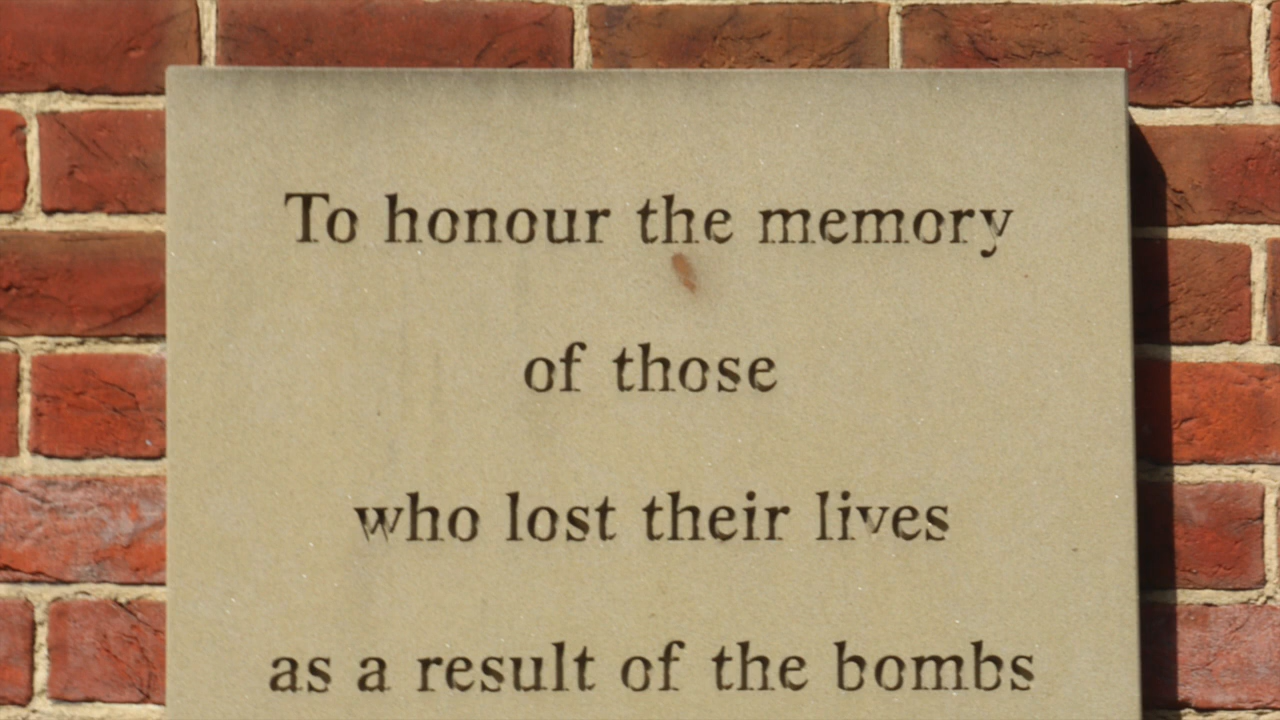 To honour the memory
of those
who lost their lives
as a result of the bombs